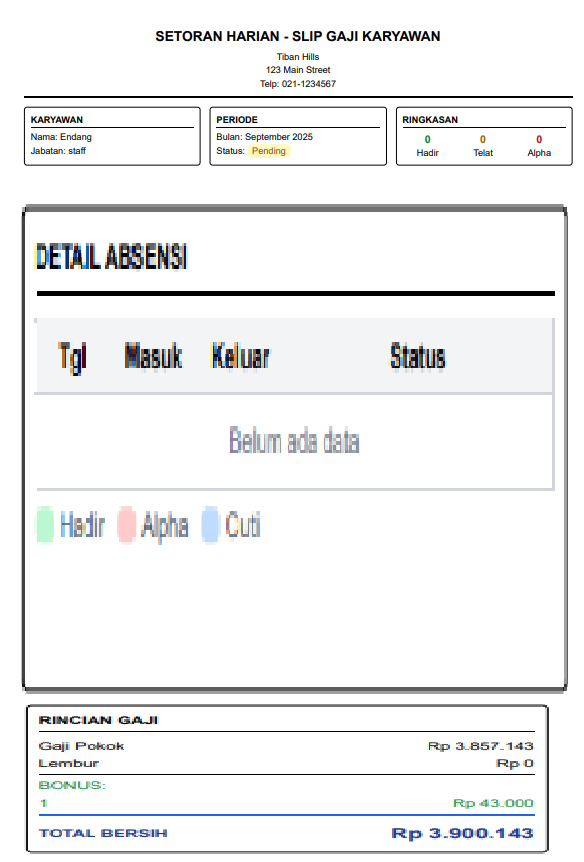 SETORAN HARIAN - SLIP GAJI KARYAWAN
Tiban Hills
123 Main Street
Telp: 021-1234567
KARYAWAN
Nama: Endang
Jabatan: staff
PERIODE
Bulan: September 2025
Status: Pending
RINGKASAN
0 0 0
Hadir Telat Alpha
DETAIL ABSENSI
Tgl Masuk Keluar Status
Belum ada data
Hadir Alpha Cuti
RINCIAN GAJI
Gaji Pokok Rp 3.857.143
Lembur Rp 0
BONUS:
1 Rp 43.000
TOTAL BERSIH Rp 3.900.143